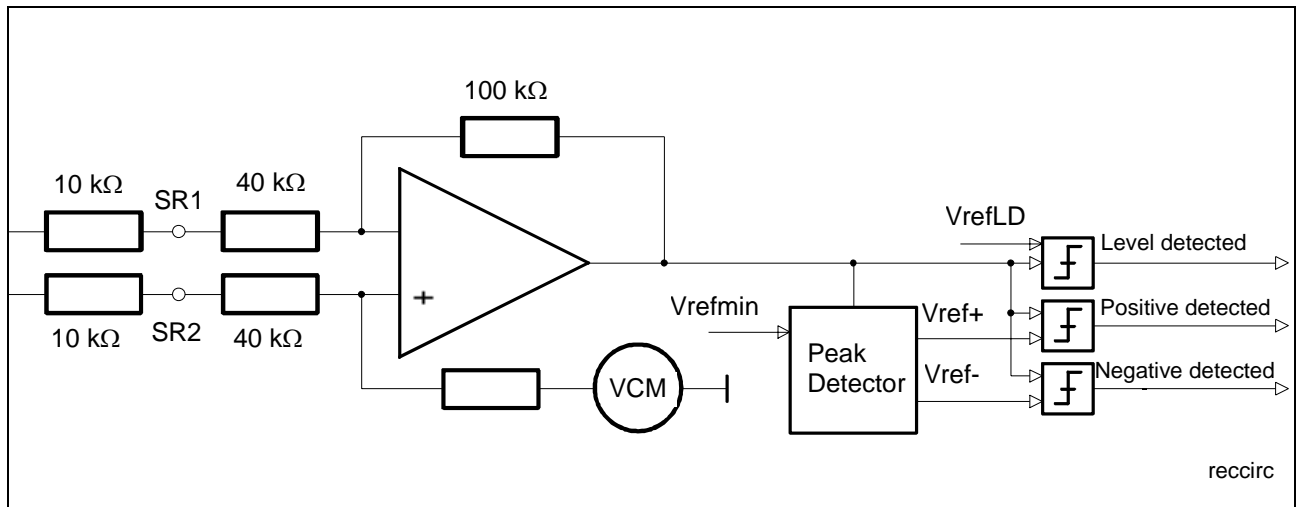 100 kΩ
10 kΩ
SR1
40 kΩ
VrefLD
Level detected
+
10 kΩ
SR2
40 kΩ
Vrefmin
Vref+
Positive detected
Peak
Detector
Vref-
Negative detected
VCM
reccirc